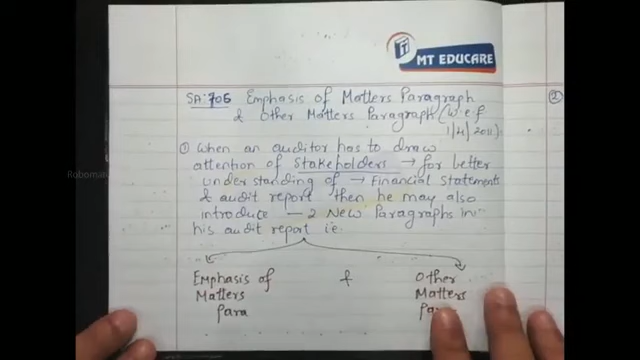 MT EDUCARE
SA:706 Emphasis of Matters Paragraph
& Other Matters Paragraph (w.e.f
1/4/2011)
① When an auditor has to draw
attention of Stakeholders → for better
understanding of → Financial Statements
& audit report then he may also
introduce — 2 New Paragraphs in
his audit report i.e.
Emphasis of & Other
Matters Matters
Para Pa
②